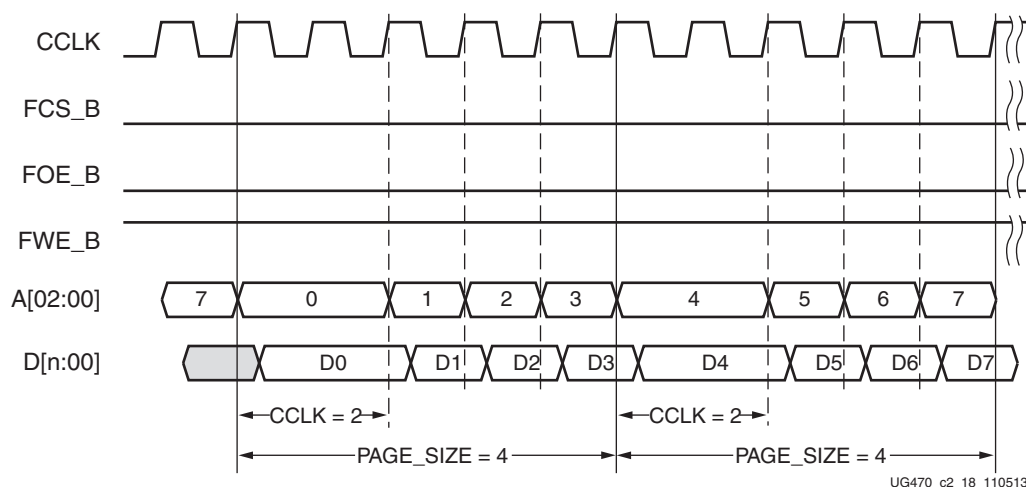 CCLK
FCS_B
FOE_B
FWE_B
A[02:00] 7 0 1 2 3 4 5 6 7
D[n:00] D0 D1 D2 D3 D4 D5 D6 D7
CCLK = 2 CCLK = 2
PAGE_SIZE = 4 PAGE_SIZE = 4
UG470_c2_18_110513